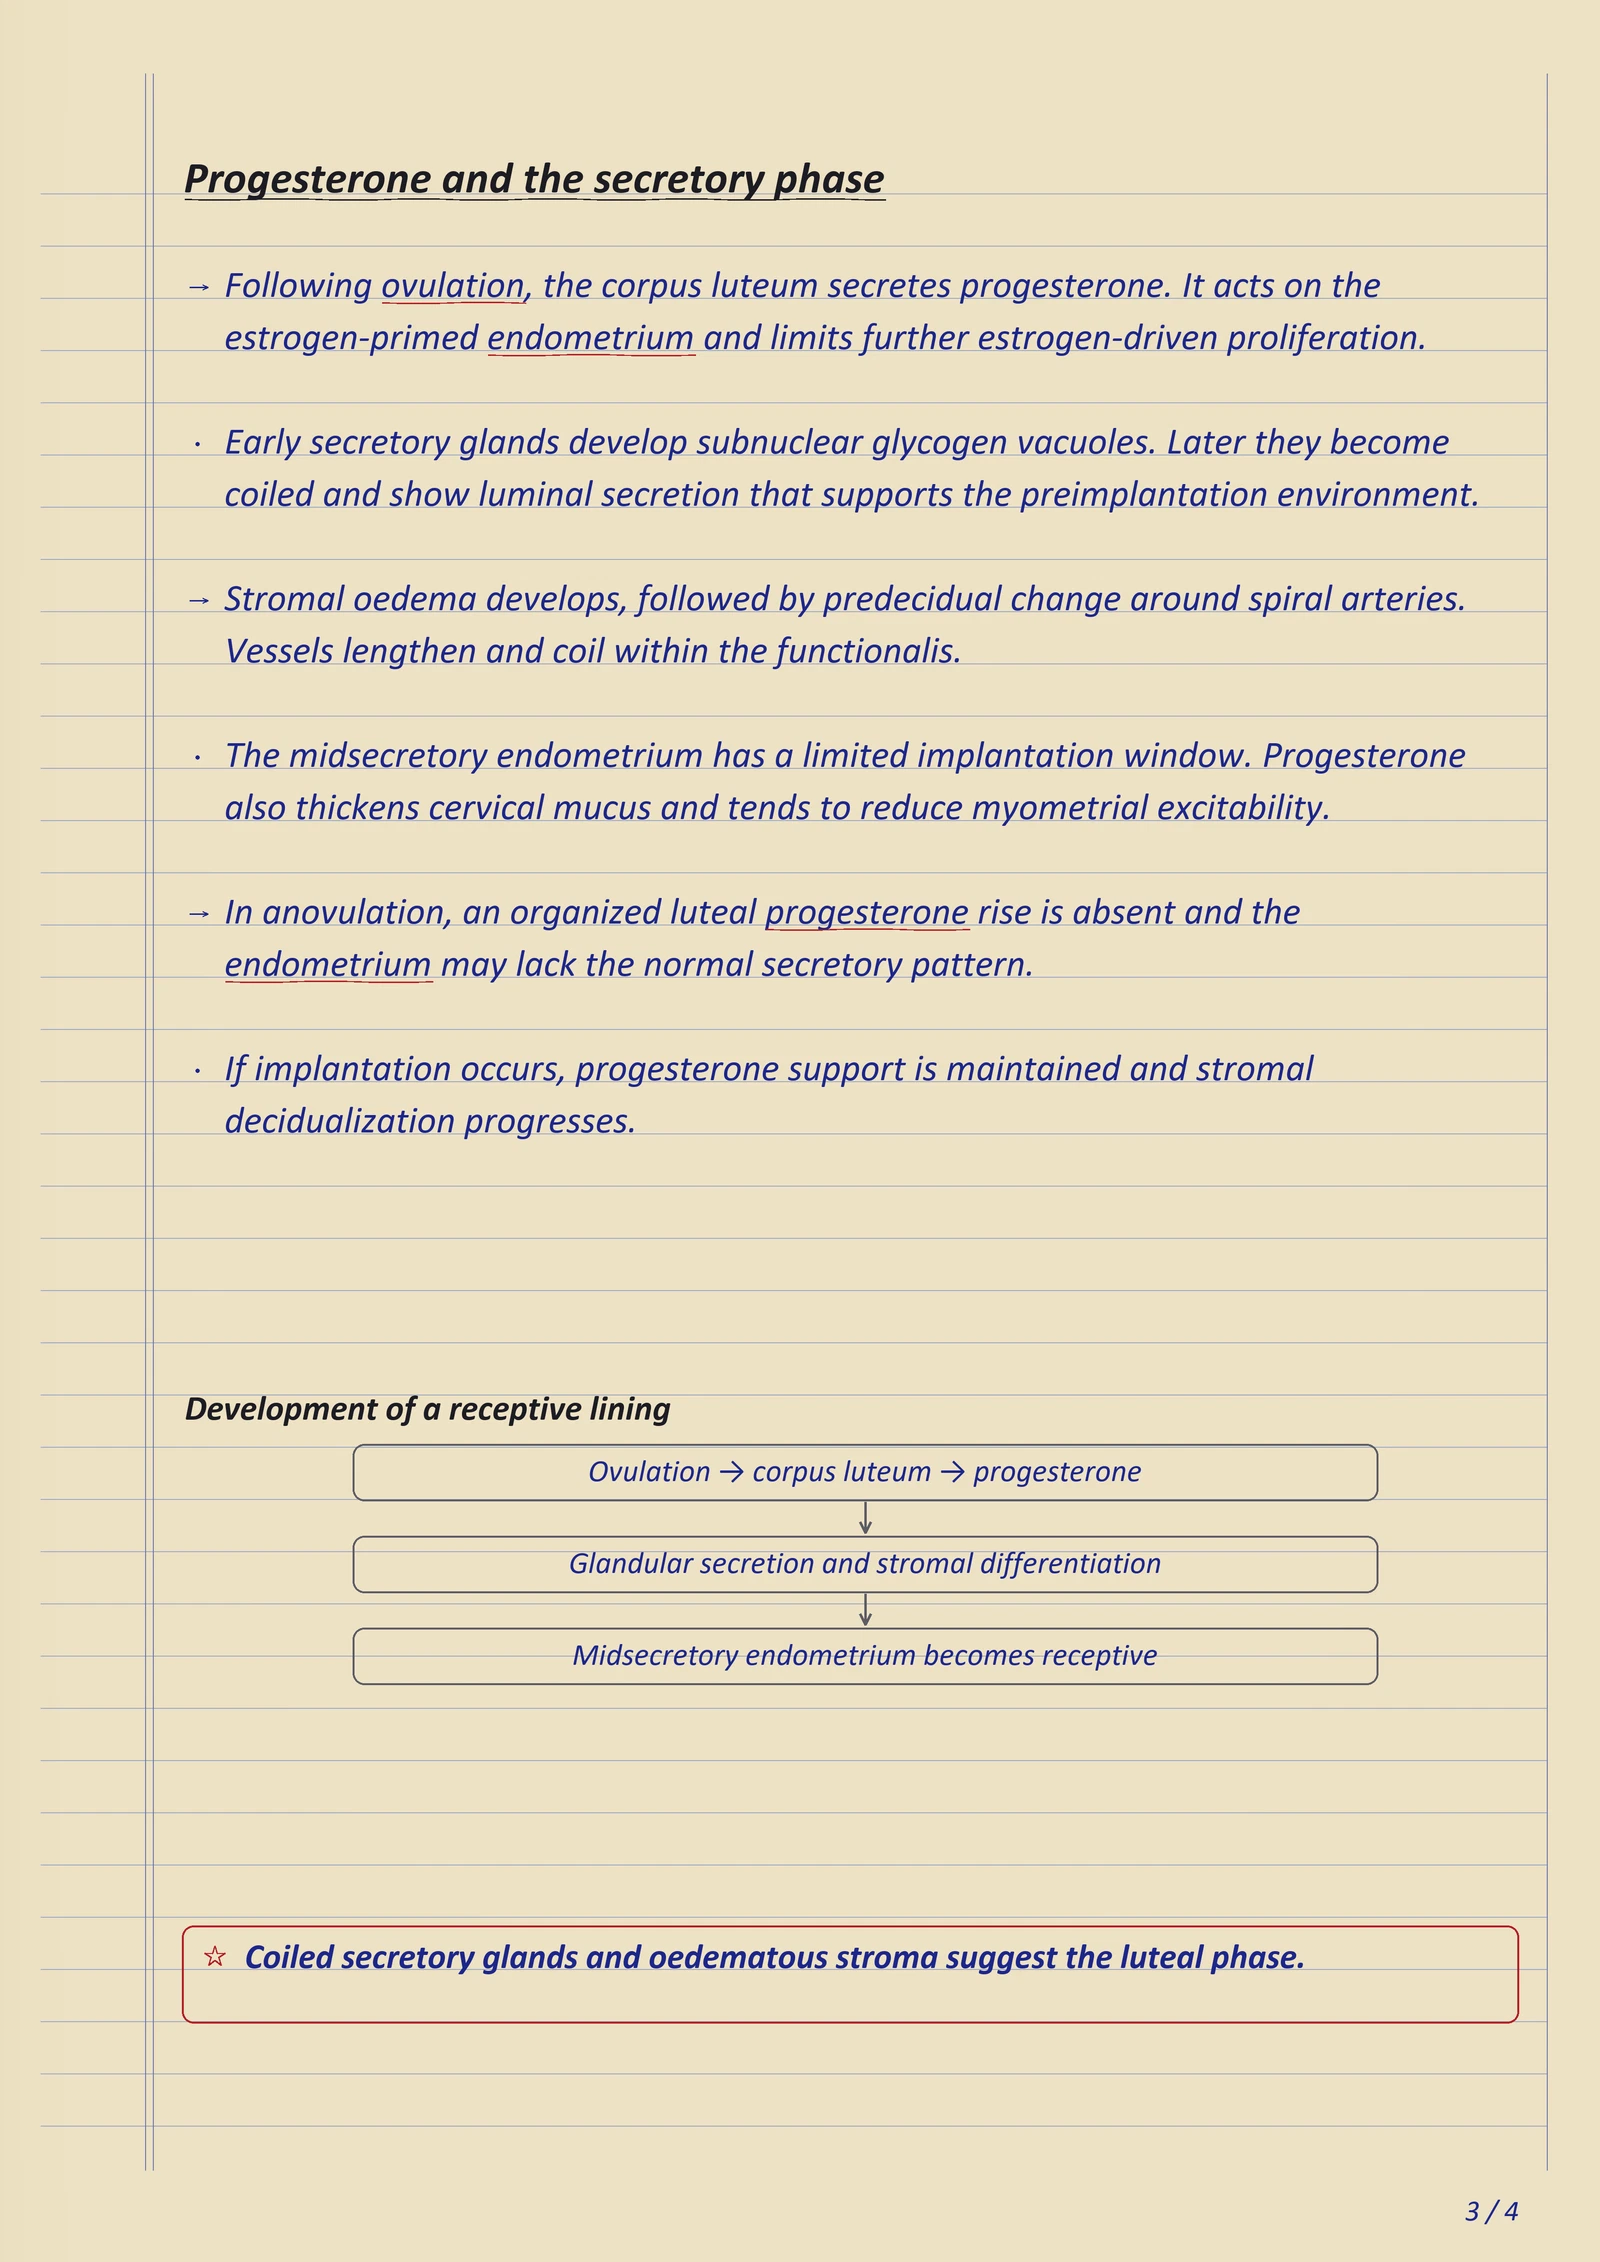 Progesterone and the secretory phase
→ Following ovulation, the corpus luteum secretes progesterone. It acts on the
estrogen-primed endometrium and limits further estrogen-driven proliferation.
· Early secretory glands develop subnuclear glycogen vacuoles. Later they become
coiled and show luminal secretion that supports the preimplantation environment.
→ Stromal oedema develops, followed by predecidual change around spiral arteries.
Vessels lengthen and coil within the functionalis.
· The midsecretory endometrium has a limited implantation window. Progesterone
also thickens cervical mucus and tends to reduce myometrial excitability.
→ In anovulation, an organized luteal progesterone rise is absent and the
endometrium may lack the normal secretory pattern.
· If implantation occurs, progesterone support is maintained and stromal
decidualization progresses.
Development of a receptive lining
Ovulation → corpus luteum → progesterone
Glandular secretion and stromal differentiation
Midsecretory endometrium becomes receptive
☆ Coiled secretory glands and oedematous stroma suggest the luteal phase.
3 / 4